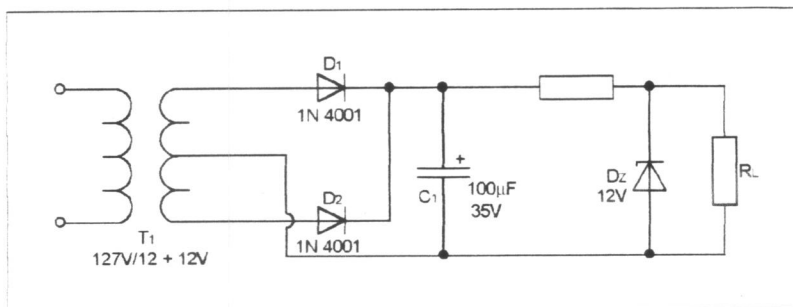 D1
1N 4001
D2
1N 4001
T1
127V/12 + 12V
C1
+
100µF
35V
DZ
12V
RL